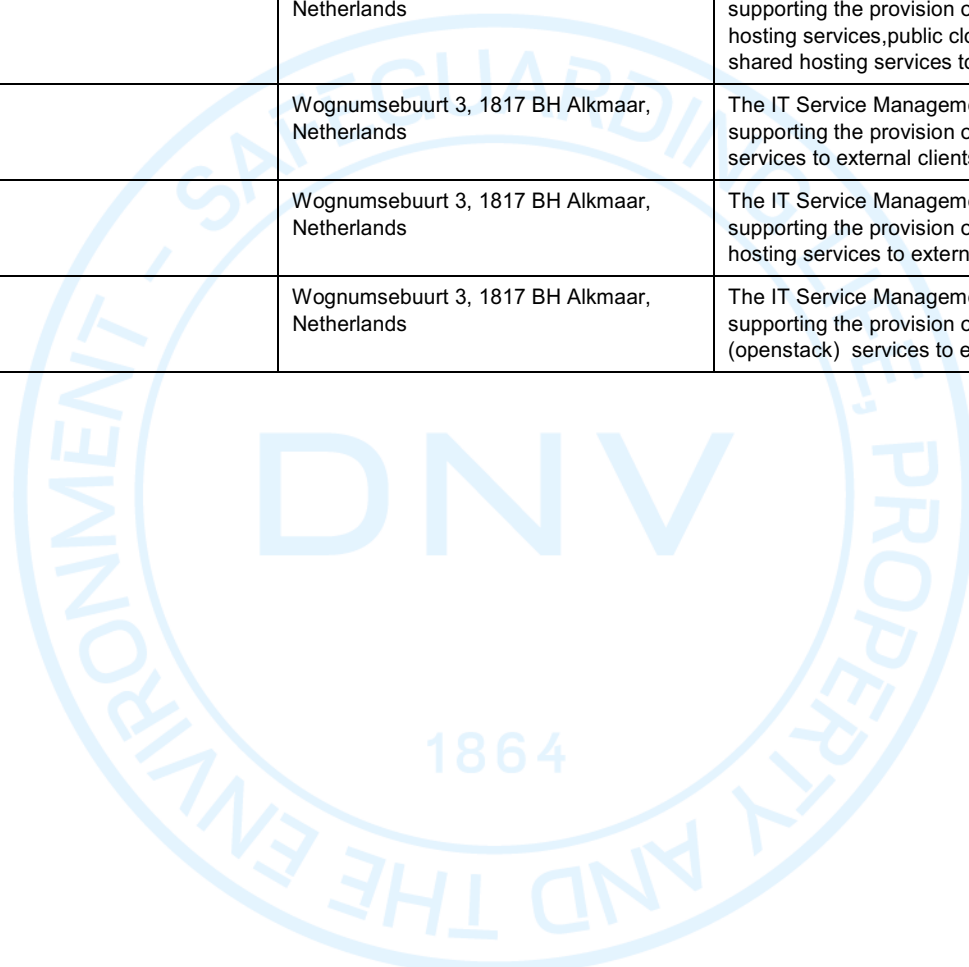 Netherlands
supporting the provision
hosting services,public
shared hosting services
Wognumsebuurt 3, 1817 BH Alkmaar,
Netherlands
The IT Service
supporting the provision
services to external
Wognumsebuurt 3, 1817 BH Alkmaar,
Netherlands
The IT Service
supporting the provision
hosting services to
Wognumsebuurt 3, 1817 BH Alkmaar,
Netherlands
The IT Service
supporting the provision
(openstack) services to
SAFEGUARDING LIFE, PROPERTY AND THE ENVIRONMENT -
DNV
1864